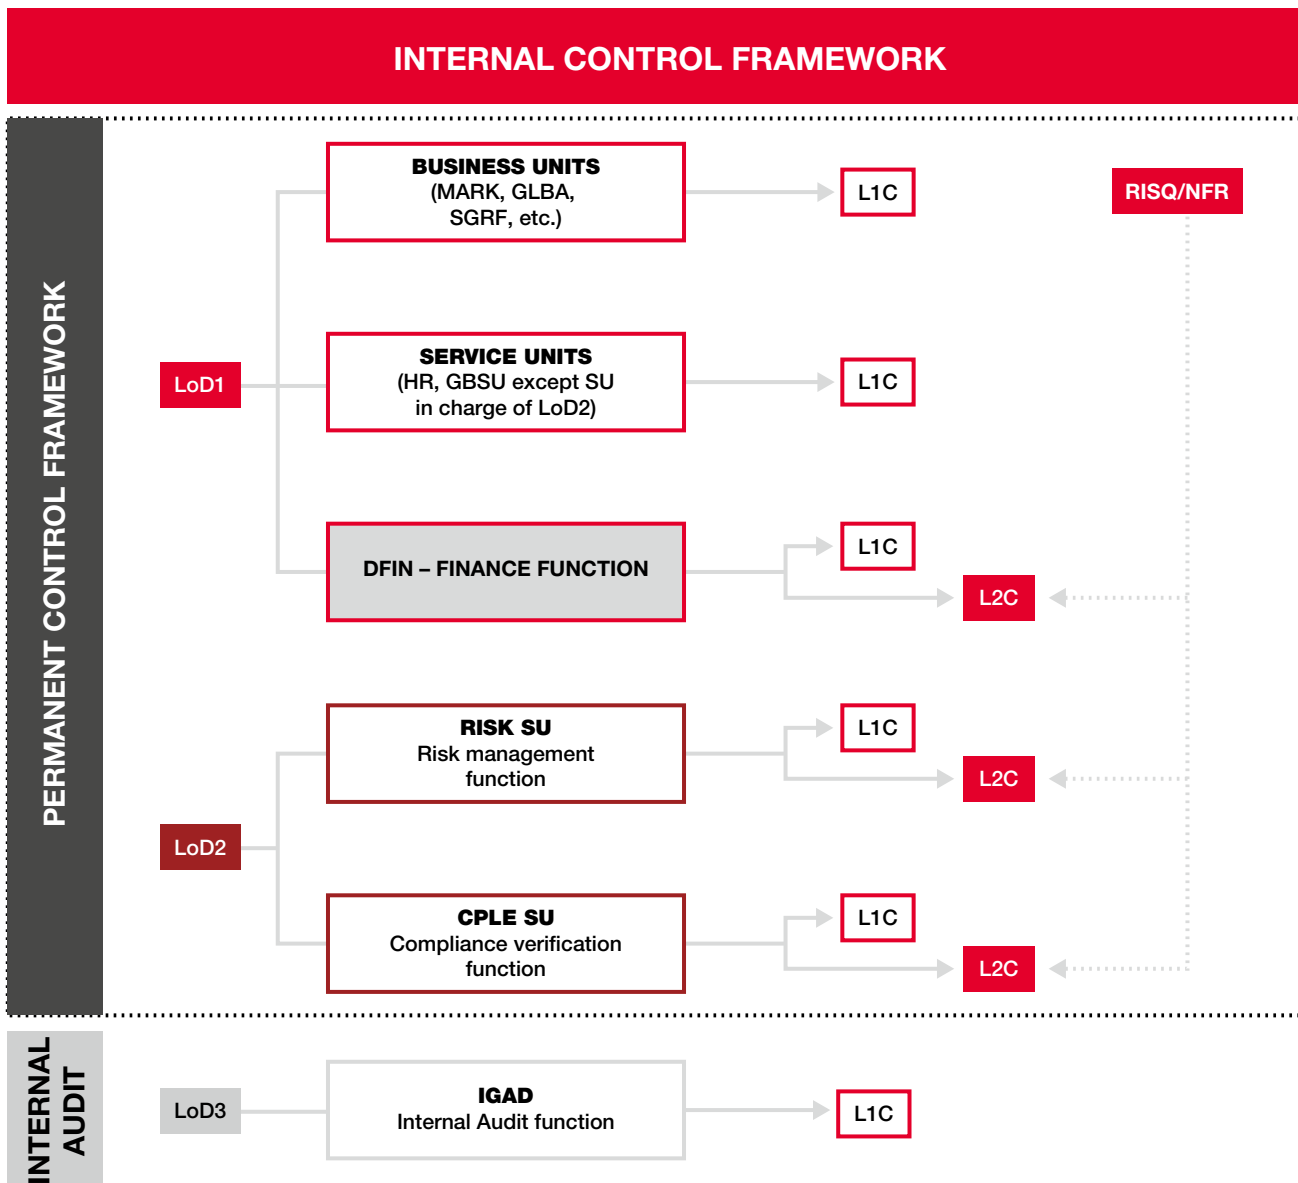 INTERNAL CONTROL FRAMEWORK
PERMANENT CONTROL FRAMEWORK
LoD1
BUSINESS UNITS
(MARK, GLBA,
SGRF, etc.)
L1C
RISQ/NFR
SERVICE UNITS
(HR, GBSU except SU
in charge of LoD2)
L1C
DFIN – FINANCE FUNCTION
L1C
L2C
LoD2
RISK SU
Risk management
function
L1C
L2C
CPLE SU
Compliance verification
function
L1C
L2C
INTERNAL
AUDIT
LoD3
IGAD
Internal Audit function
L1C